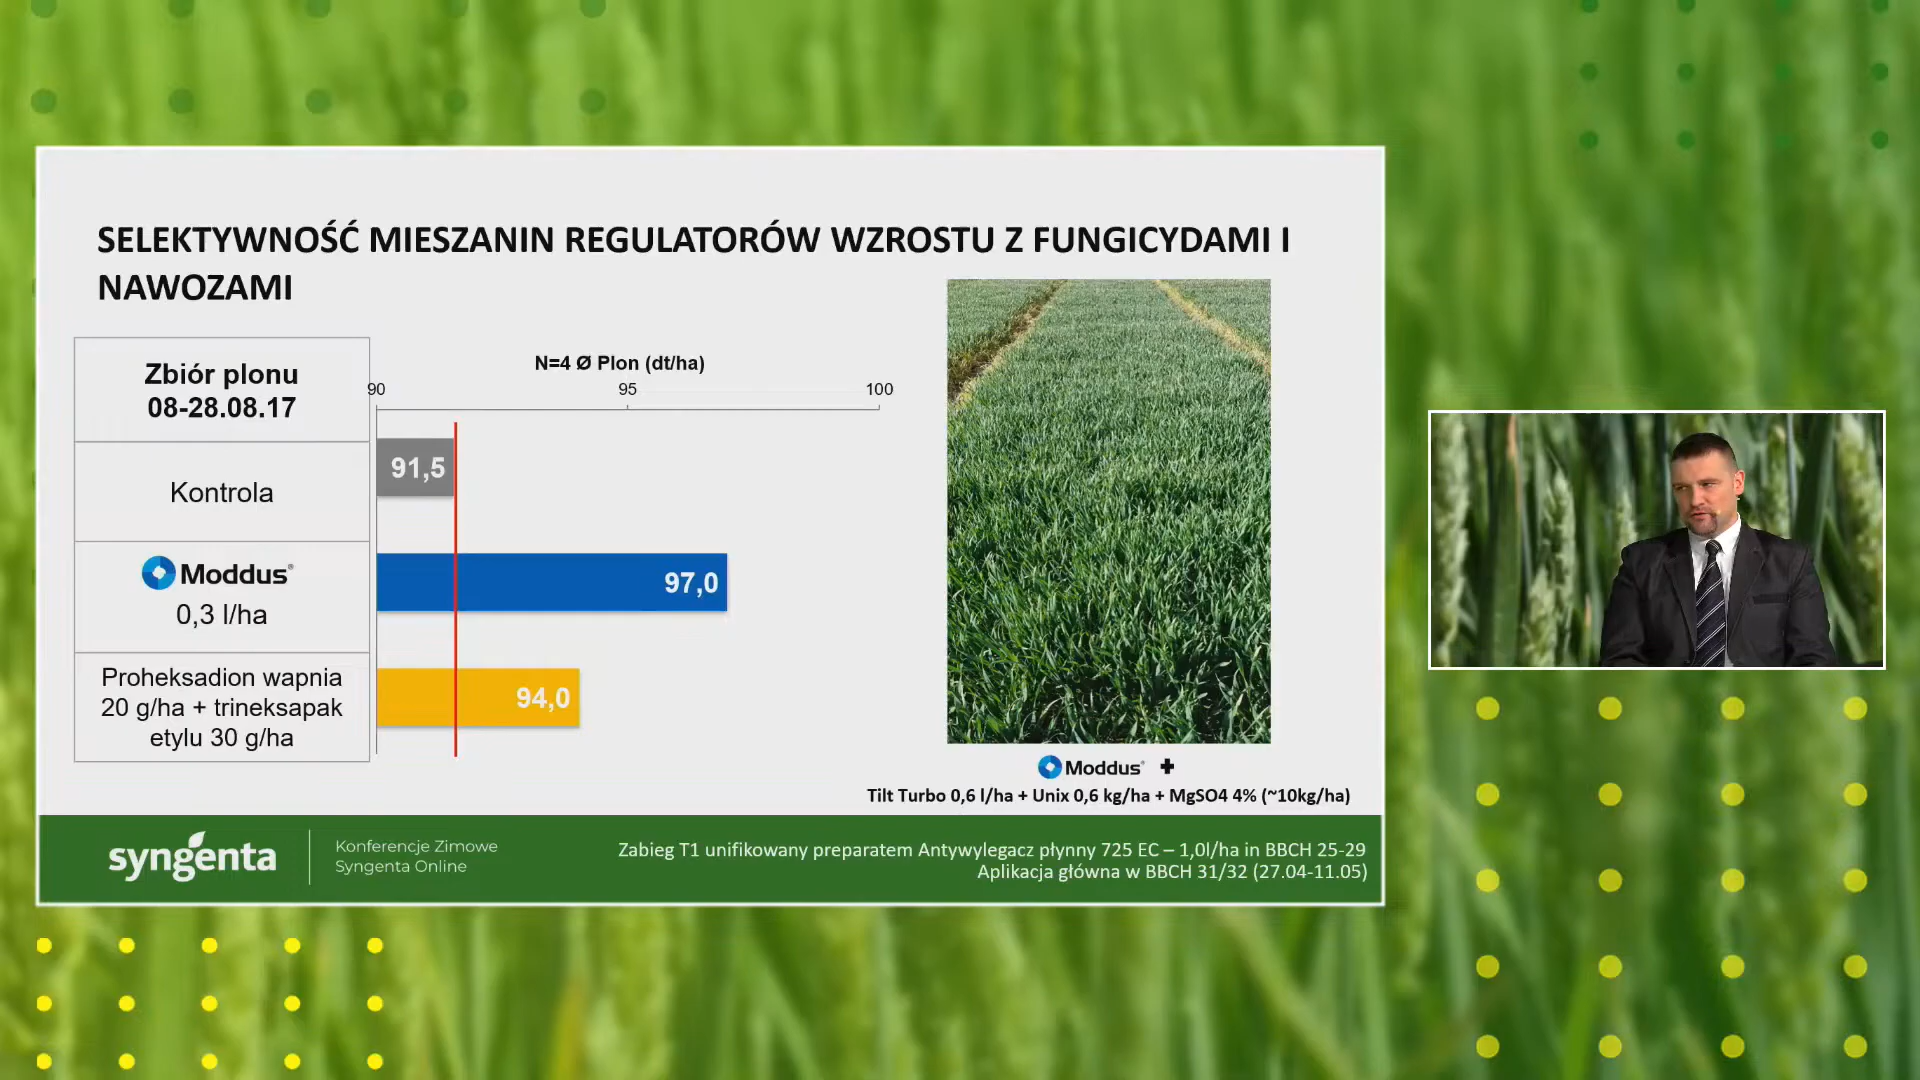 SELEKTYWNOŚĆ MIESZANIN REGULATORÓW WZROSTU Z FUNGICYDAMI I
NAWOZAMI
Zbiór plonu
08-28.08.17
N=4 Ø Plon (dt/ha)
90 95 100
Kontrola
91,5
Moddus®
0,3 l/ha
97,0
Proheksadion wapnia
20 g/ha + trineksapak
etylu 30 g/ha
94,0
Moddus® +
Tilt Turbo 0,6 l/ha + Unix 0,6 kg/ha + MgSO4 4% (~10kg/ha)
syngenta
Konferencje Zimowe
Syngenta Online
Zabieg T1 unifikowany preparatem Antywylegacz płynny 725 EC – 1,0l/ha in BBCH 25-29
Aplikacja główna w BBCH 31/32 (27.04-11.05)